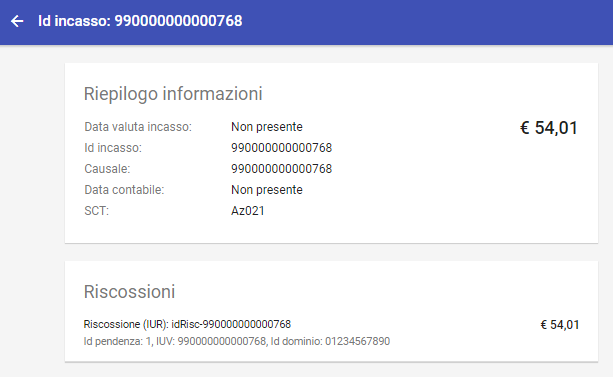 Id incasso: 990000000000768
Riepilogo informazioni
€ 54,01
Data valuta incasso: Non presente
Id incasso: 990000000000768
Causale: 990000000000768
Data contabile: Non presente
SCT: Az021
Riscossioni
Riscossione (IUR): idRisc-990000000000768 € 54,01
Id pendenza: 1, IUV: 990000000000768, Id dominio: 01234567890